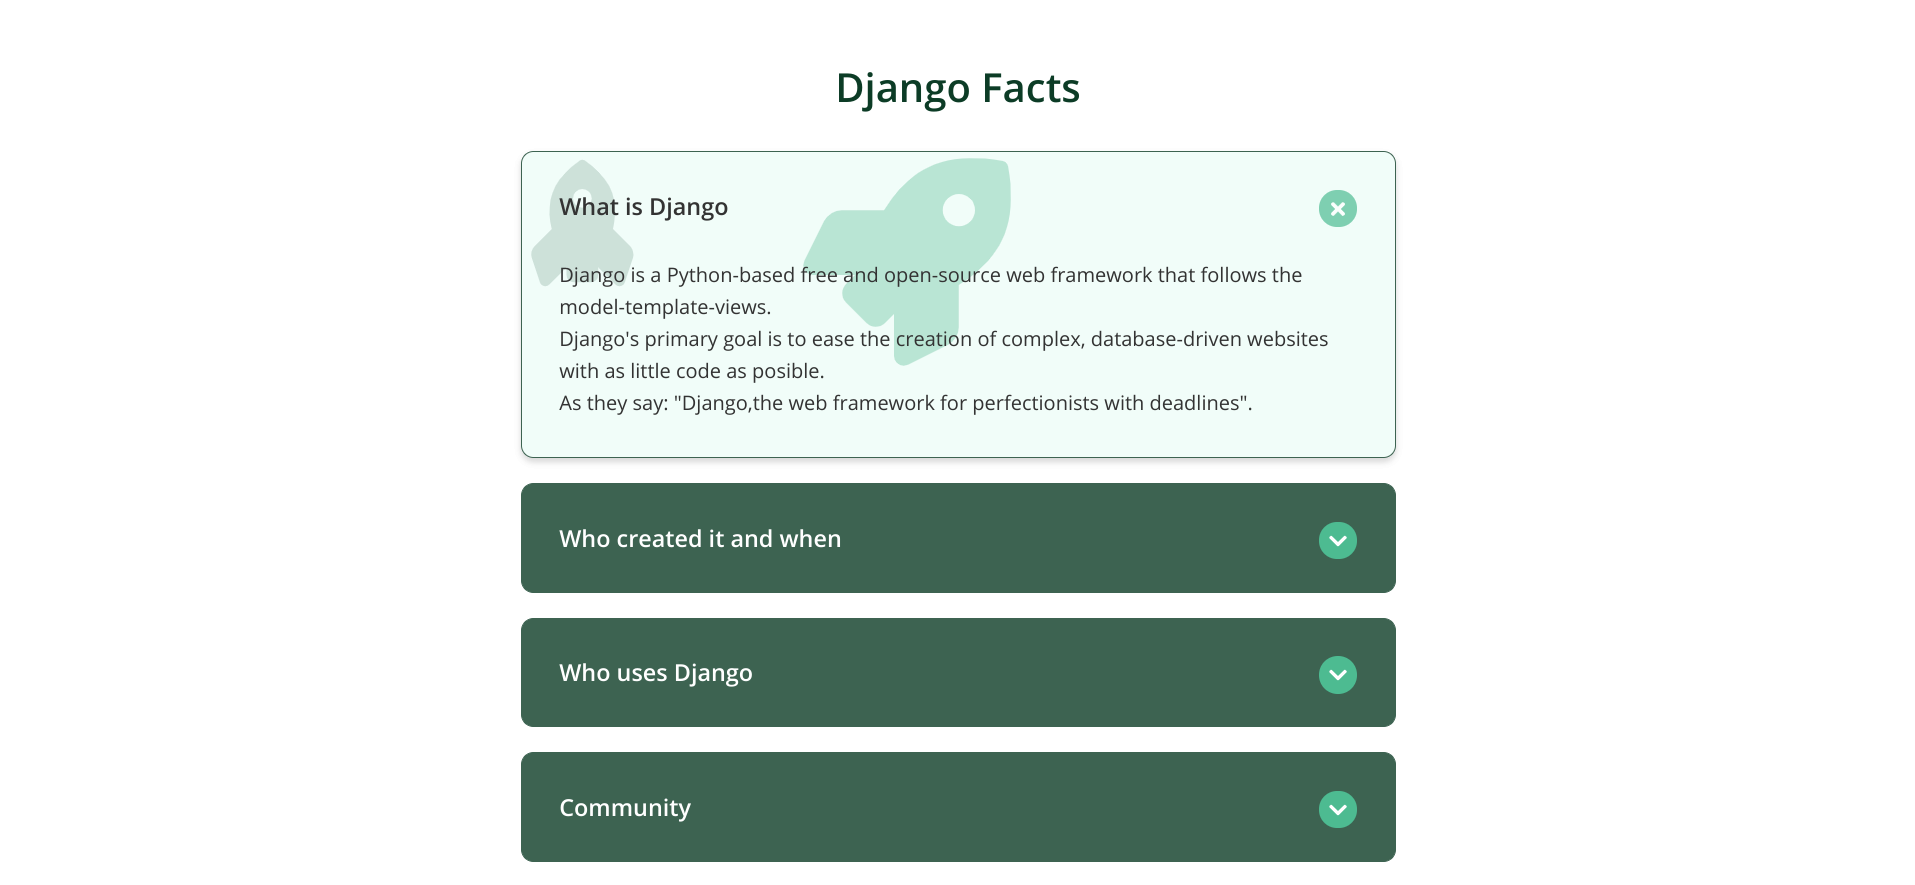 Django Facts
What is Django
Django is a Python-based free and open-source web framework that follows the
model-template-views.
Django's primary goal is to ease the creation of complex, database-driven websites
with as little code as posible.
As they say: "Django,the web framework for perfectionists with deadlines".
Who created it and when
Who uses Django
Community